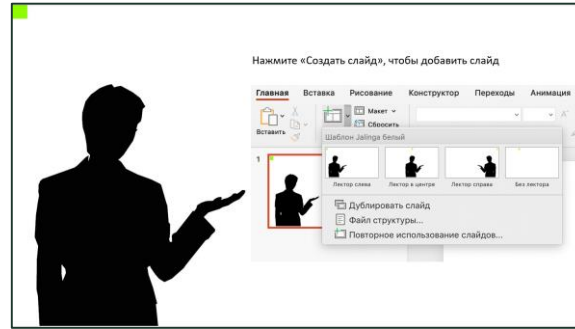 Нажмите «Создать слайд», чтобы добавить слайд
Главная Вставка Рисование Конструктор Переходы Анимация
Вставить
Макет
Сбросить
Шаблон Jalinga белый
1
Лектор слева Лектор в центре Лектор справа Без лектора
Дублировать слайд
Файл структуры...
Повторное использование слайдов...